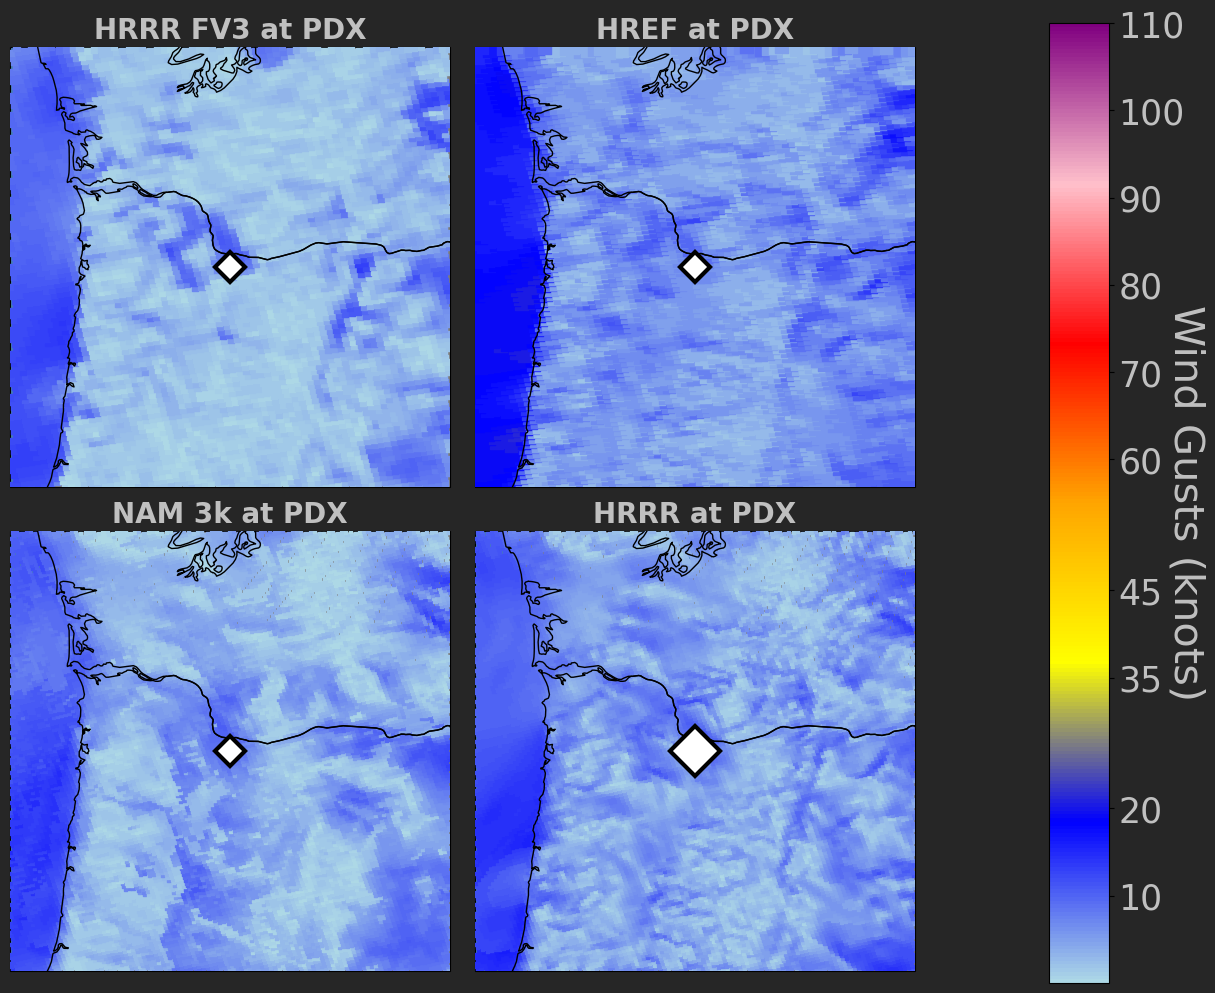 HRRR FV3 at PDX
HREF at PDX
NAM 3k at PDX
HRRR at PDX
110
100
90
80
70
60
45
35
20
10
Wind Gusts (knots)